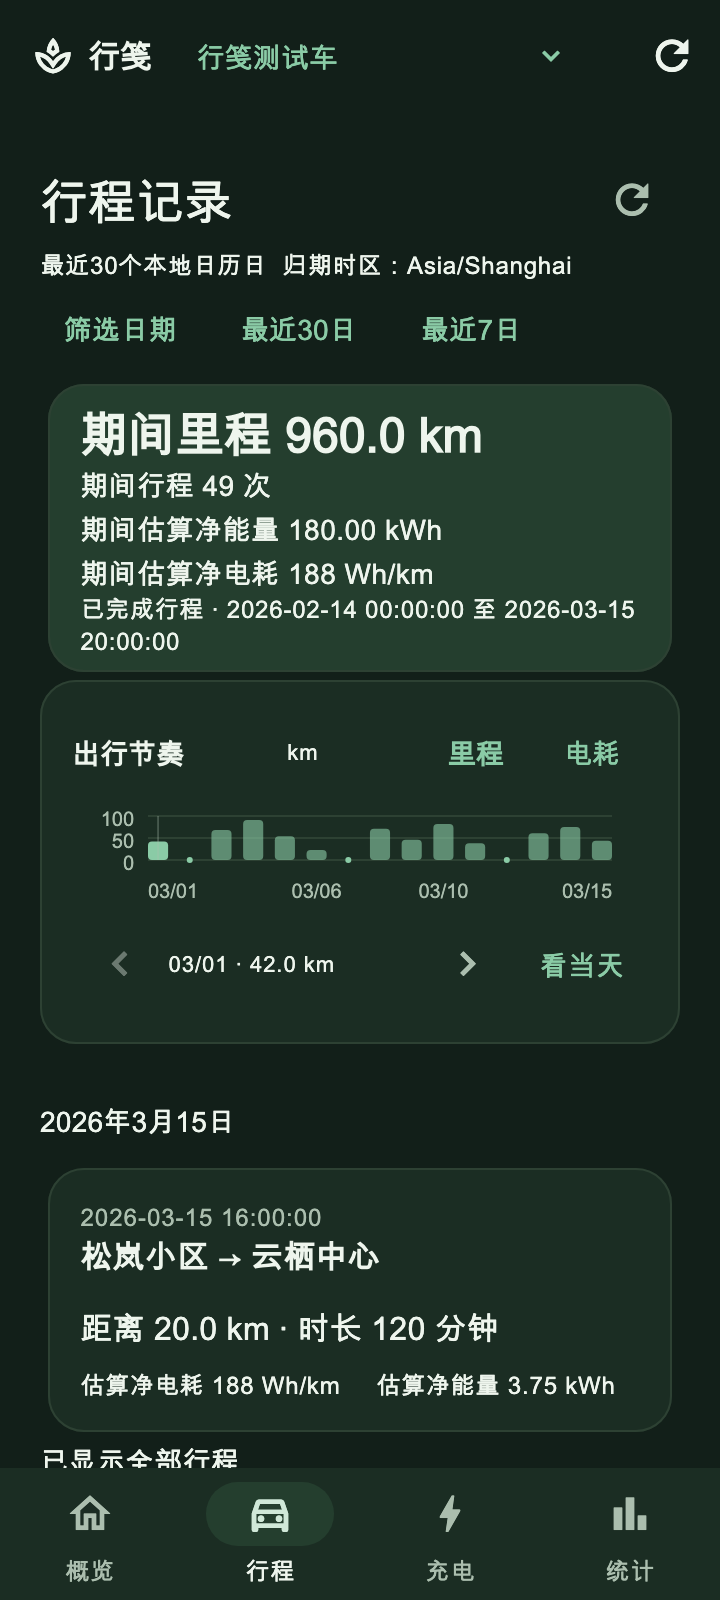 行笺 行笺测试车
行程记录
最近30个本地日历日 归期时区：Asia/Shanghai
筛选日期 最近30日 最近7日
期间里程 960.0 km
期间行程 49 次
期间估算净能量 180.00 kWh
期间估算净电耗 188 Wh/km
已完成行程 · 2026-02-14 00:00:00 至 2026-03-15
20:00:00
出行节奏 km 里程 电耗
100
50
0
03/01 03/06 03/10 03/15
03/01 · 42.0 km 看当天
2026年3月15日
2026-03-15 16:00:00
松岚小区 → 云栖中心
距离 20.0 km · 时长 120 分钟
估算净电耗 188 Wh/km 估算净能量 3.75 kWh
已显示全部行程
概览 行程 充电 统计